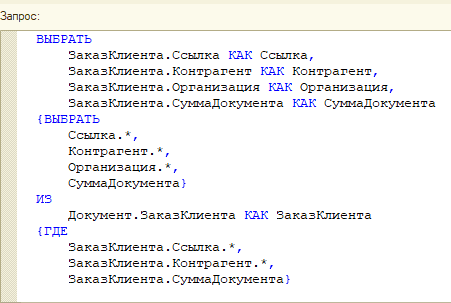 Запрос:
ВЫБРАТЬ
ЗаказКлиента.Ссылка КАК Ссылка,
ЗаказКлиента.Контрагент КАК Контрагент,
ЗаказКлиента.Организация КАК Организация,
ЗаказКлиента.СуммаДокумента КАК СуммаДокумента
{ВЫБРАТЬ
Ссылка.*,
Контрагент.*,
Организация.*,
СуммаДокумента}
ИЗ
Документ.ЗаказКлиента КАК ЗаказКлиента
{ГДЕ
ЗаказКлиента.Ссылка.*,
ЗаказКлиента.Контрагент.*,
ЗаказКлиента.СуммаДокумента}